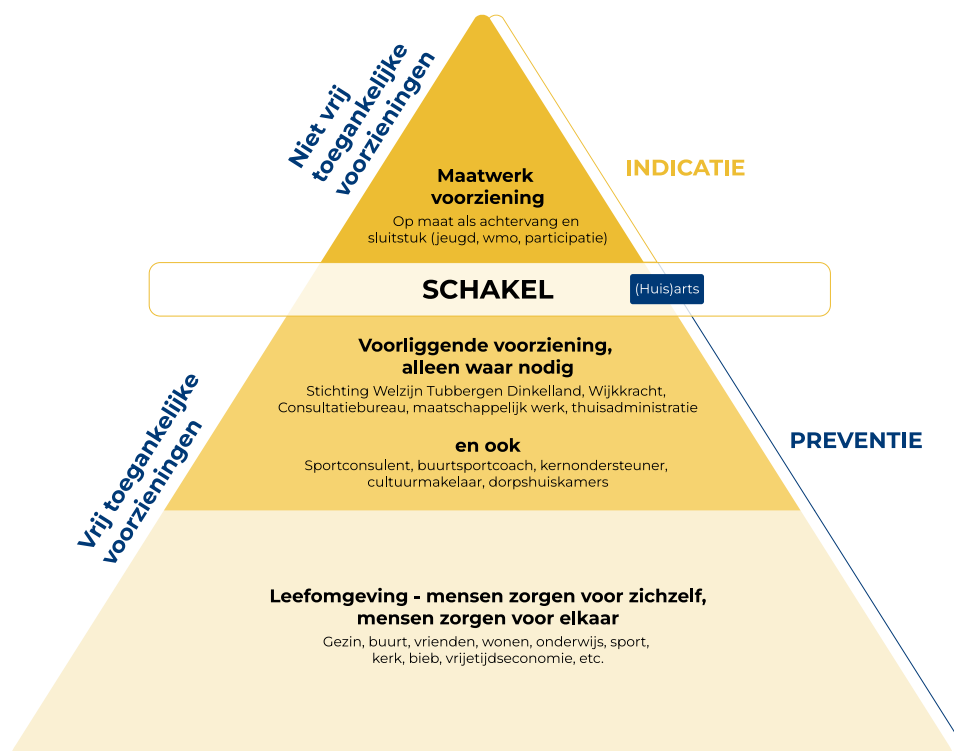 Niet vrij
toegankelijke
voorzieningen
INDICATIE
Maatwerk
voorziening
Op maat als achtervang en
sluitstuk (jeugd, wmo, participatie)
SCHAKEL
(Huis)arts
Voorliggende voorziening,
alleen waar nodig
Stichting Welzijn Tubbergen Dinkelland, Wijkkracht,
Consultatiebureau, maatschappelijk werk, thuisadministratie
Vrij toegankelijke
voorzieningen
PREVENTIE
en ook
Sportconsulent, buurtsportcoach, kernondersteuner,
cultuurmakelaar, dorpshuiskamers
Leefomgeving - mensen zorgen voor zichzelf,
mensen zorgen voor elkaar
Gezin, buurt, vrienden, wonen, onderwijs, sport,
kerk, bieb, vrijetijdseconomie, etc.